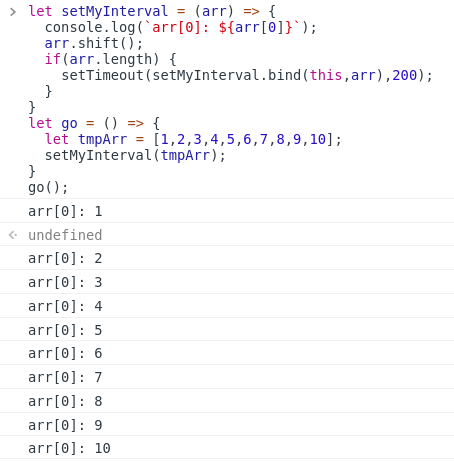 let setMyInterval = (arr) => {
  console.log(`arr[0]: ${arr[0]}`);
  arr.shift();
  if(arr.length) {
    setTimeout(setMyInterval.bind(this,arr),200);
  }
}
let go = () => {
  let tmpArr = [1,2,3,4,5,6,7,8,9,10];
  setMyInterval(tmpArr);
}
go();
arr[0]: 1
undefined
arr[0]: 2
arr[0]: 3
arr[0]: 4
arr[0]: 5
arr[0]: 6
arr[0]: 7
arr[0]: 8
arr[0]: 9
arr[0]: 10